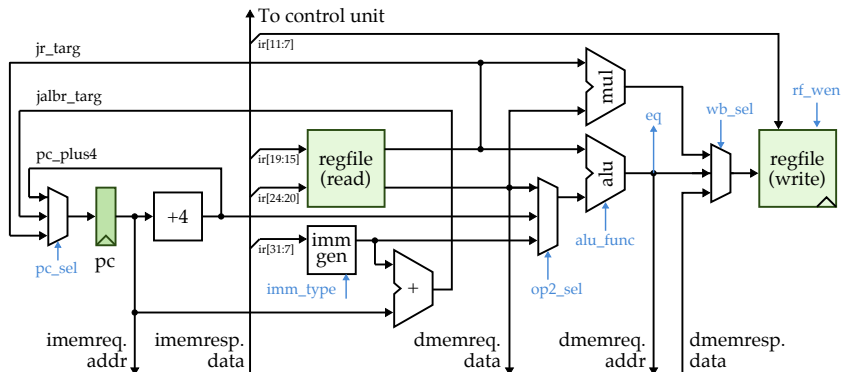 To control unit
ir[11:7]
jr_targ
mul
jalbr_targ
eq
wb_sel
rf_wen
pc_plus4
ir[19:15]
regfile
(read)
alu
regfile
(write)
ir[24:20]
+4
ir[31:7]
imm
gen
alu_func
pc_sel
pc
imm_type
+
op2_sel
imemreq.
addr
imemresp.
data
dmemreq.
data
dmemreq.
addr
dmemresp.
data